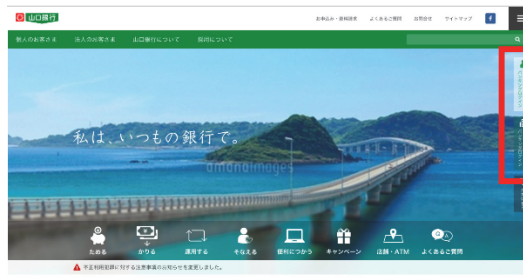 山口銀行
お申込み・資料請求 よくあるご質問 お問合せ サイトマップ
個人のお客さま 法人のお客さま 山口銀行について 採用について
私は、いつもの銀行で。
amanaimages
ためる かりる 運用する そなえる 便利につかう キャンペーン 店舗・ATM よくあるご質問
不正利用犯罪に対する注意事項のお知らせを変更しました。